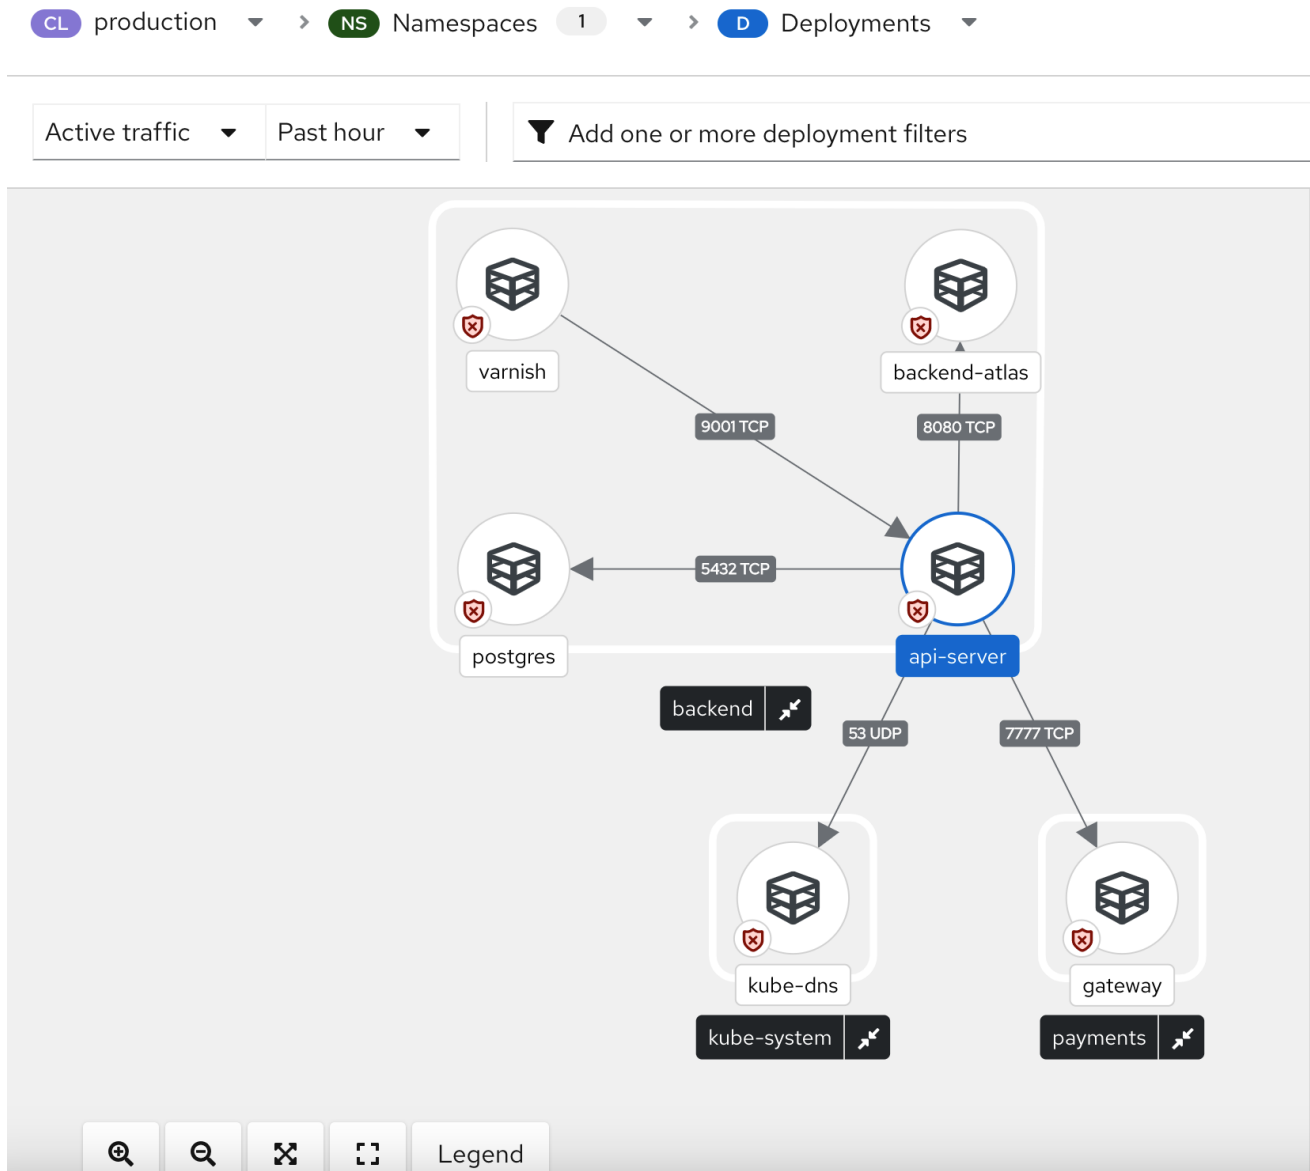 CL production NS Namespaces 1 D Deployments
Active traffic Past hour Add one or more deployment filters
varnish
backend-atlas
9001 TCP
8080 TCP
5432 TCP
postgres
api-server
backend
53 UDP
7777 TCP
kube-dns
gateway
kube-system
payments
Legend